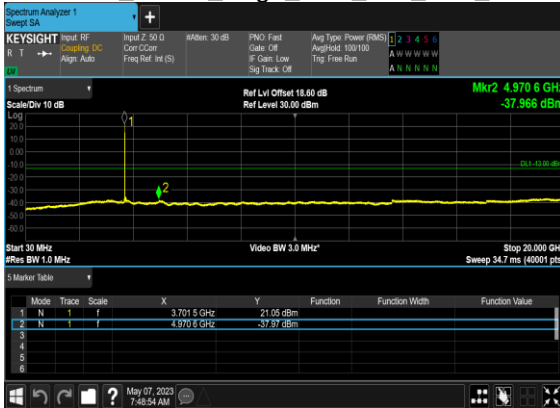 Spectrum Analyzer 1
Swept SA
+
KEYSIGHT Input: RF Input Z: 50 Ω #Atten: 30 dB PNO: Fast Avg Type: Power (RMS) 1 2 3 4 5 6
R T Coupling: DC Corr CCorr Gate: Off Avg|Hold: 100/100 A W W W W W
Align: Auto Freq Ref: Int (S) IF Gain: Low Trig: Free Run
Sig Track: Off A N N N N N
1 Spectrum Ref Lvl Offset 18.60 dB Mkr2 4.970 6 GHz
Scale/Div 10 dB Ref Level 30.00 dBm -37.966 dBm
Log
20.0
10.0
0.00
-10.0
DL1 -13.00 dBm
-20.0
-30.0
-40.0
-50.0
-60.0
1
2
Start 30 MHz Video BW 3.0 MHz* Stop 20.000 GH
#Res BW 1.0 MHz Sweep 34.7 ms (40001 pts
5 Marker Table
Mode Trace Scale X Y Function Function Width Function Value
1 N 1 f 3.701 5 GHz 21.05 dBm
2 N 1 f 4.970 6 GHz -37.97 dBm
3
4
5
6
? May 07, 2023
7:48:54 AM